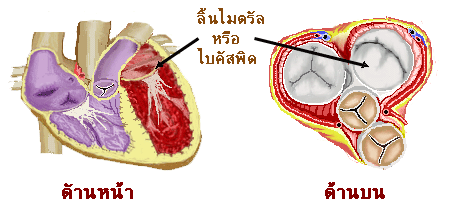 ลิ้นไมตรัล
หรือ
ไบคัสพิด
ด้านหน้า
ด้านบน